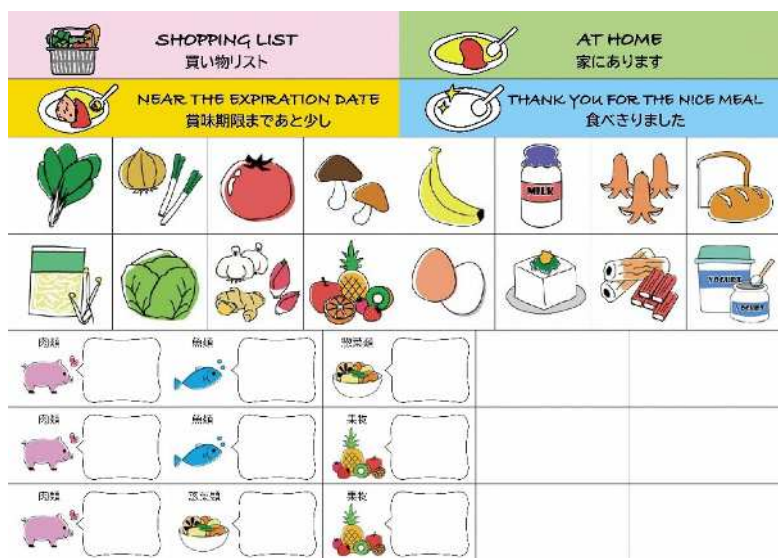 SHOPPING LIST
買い物リスト
AT HOME
家にあります
NEAR THE EXPIRATION DATE
賞味期限まであと少し
THANK YOU FOR THE NICE MEAL
食べきりました
MILK
YOGURT
YOGURT
肉類
魚類
惣菜類
肉類
魚類
果物
肉類
惣菜類
果物